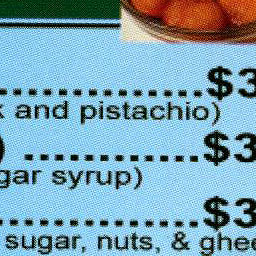 ..................$3
and pistachio)
) ...............$3
gar syrup)
..................$3
sugar, nuts, & ghee